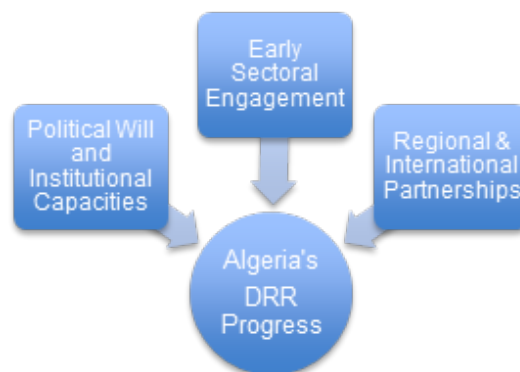 Early
Sectoral
Engagement
Political Will
and
Institutional
Capacities
Regional &
International
Partnerships
Algeria's
DRR
Progress